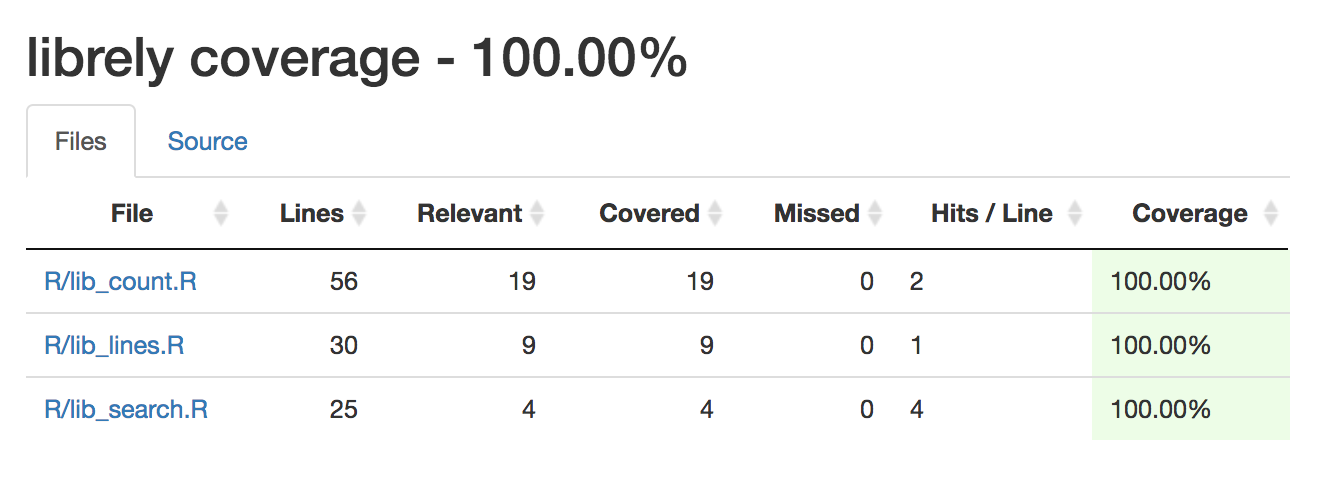 librely coverage - 100.00%
Files Source
File Lines Relevant Covered Missed Hits / Line Coverage
R/lib_count.R 56 19 19 0 2 100.00%
R/lib_lines.R 30 9 9 0 1 100.00%
R/lib_search.R 25 4 4 0 4 100.00%